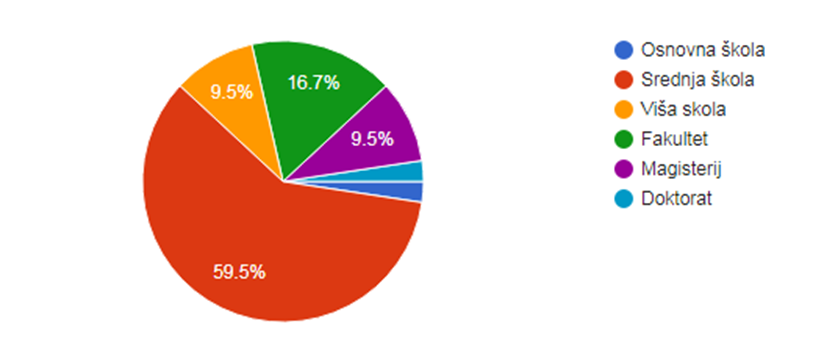 9.5%
16.7%
9.5%
59.5%
Osnovna škola
Srednja škola
Viša skola
Fakultet
Magisterij
Doktorat